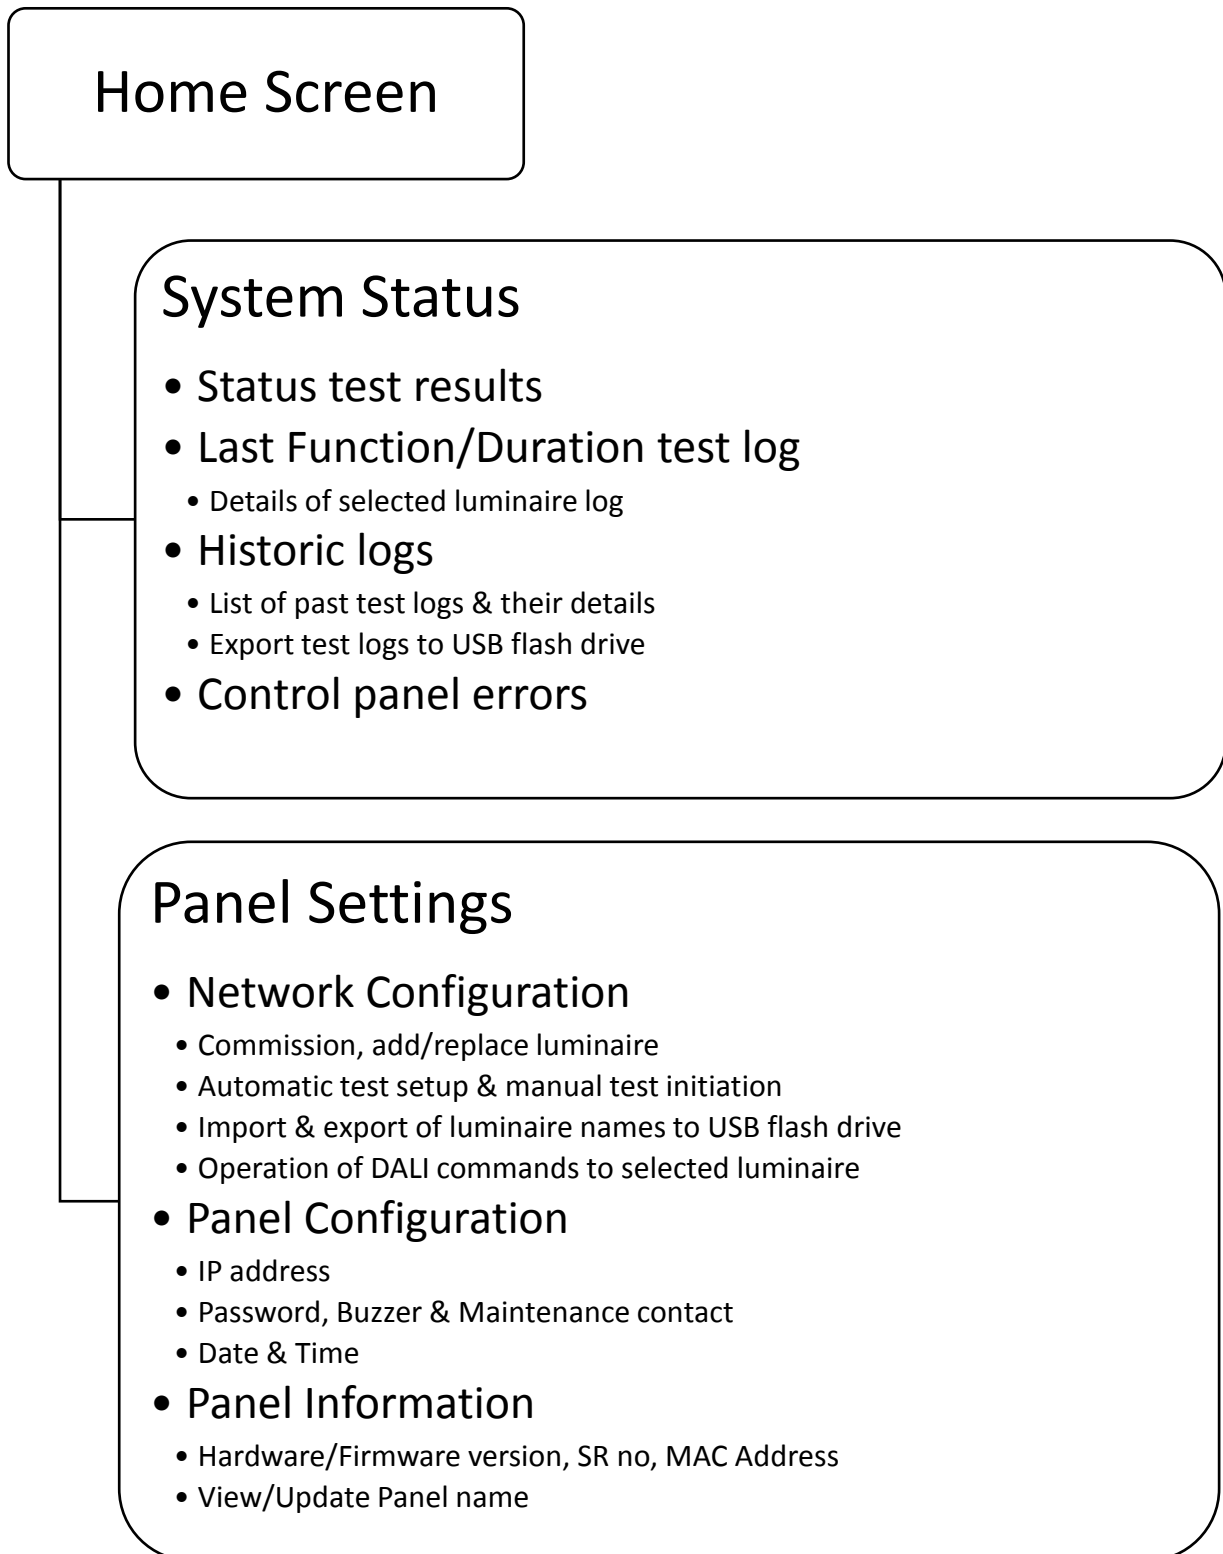 Home Screen
System Status
• Status test results
• Last Function/Duration test log
• Details of selected luminaire log
• Historic logs
• List of past test logs & their details
• Export test logs to USB flash drive
• Control panel errors
Panel Settings
• Network Configuration
• Commission, add/replace luminaire
• Automatic test setup & manual test initiation
• Import & export of luminaire names to USB flash drive
• Operation of DALI commands to selected luminaire
• Panel Configuration
• IP address
• Password, Buzzer & Maintenance contact
• Date & Time
• Panel Information
• Hardware/Firmware version, SR no, MAC Address
• View/Update Panel name